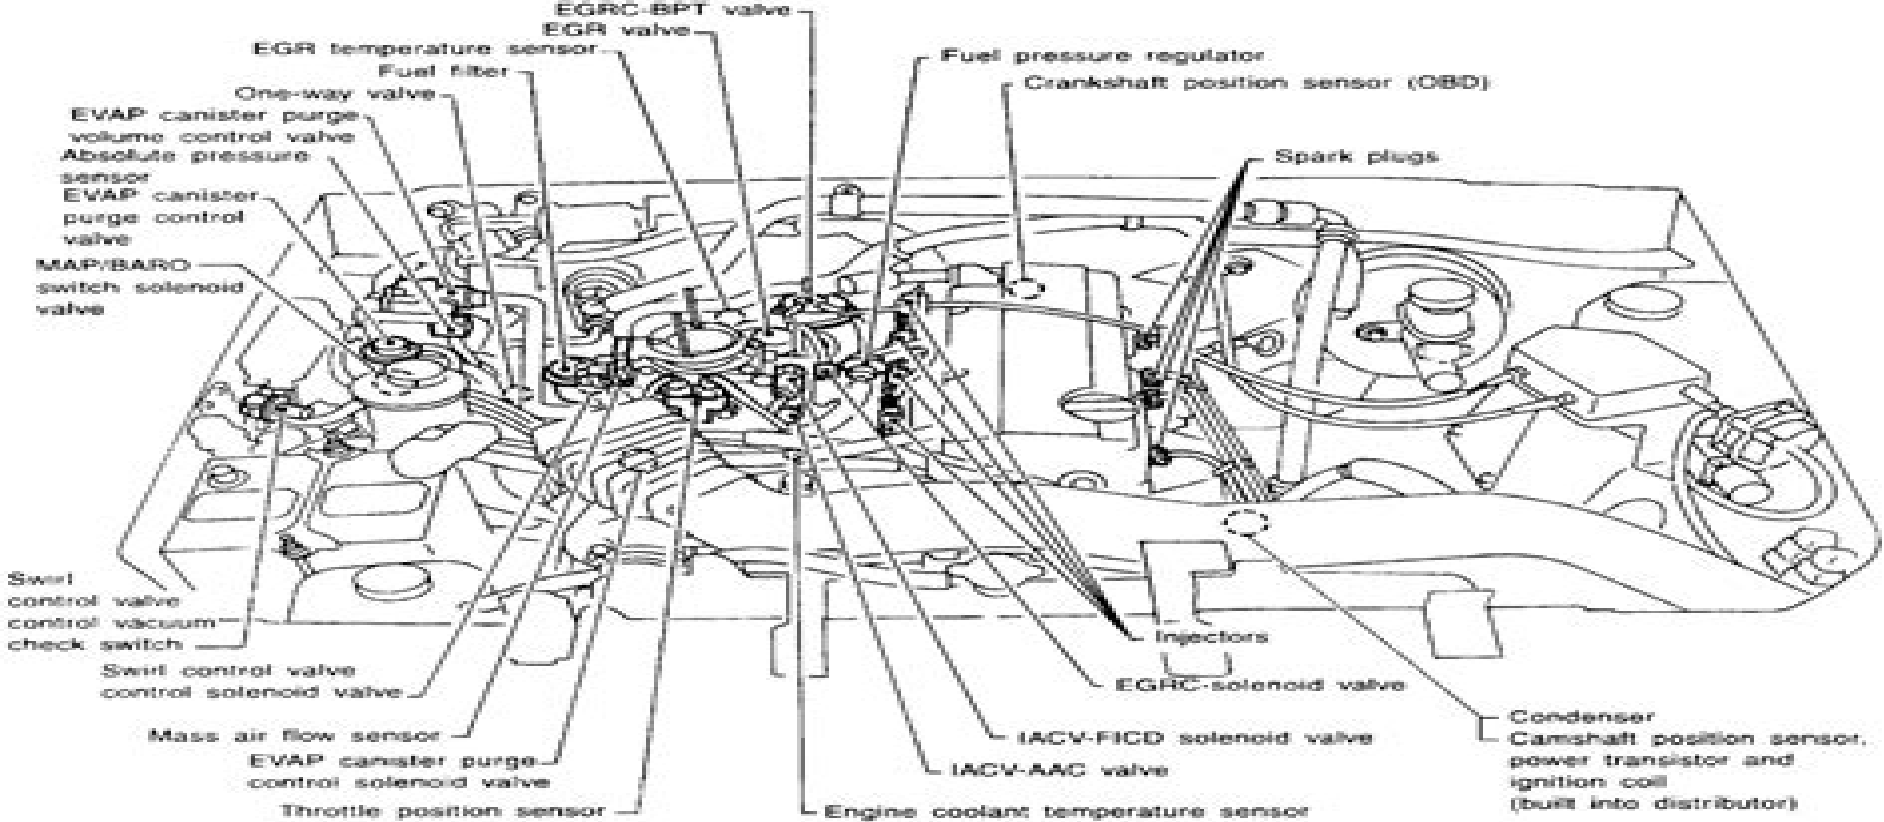 EGRC-BPT valve
EGR valve
EGR temperature sensor
Fuel filter
One-way valve
EVAP canister purge
volume control valve
Absolute pressure
sensor
EVAP canister
purge control
valve
MAP/BARO
switch solenoid
valve
Fuel pressure regulator
Crankshaft position sensor (OBD)
Spark plugs
Swirl
control valve
control vacuum
check switch
Swirl control valve
control solenoid valve
Mass air flow sensor
EVAP canister purge
control solenoid valve
Throttle position sensor
Injectors
EGRC-solenoid valve
IACV-FICD solenoid valve
IACV-AAC valve
Engine coolant temperature sensor
Condenser
Camshaft position sensor,
power transistor and
ignition coil
(built into distributor)